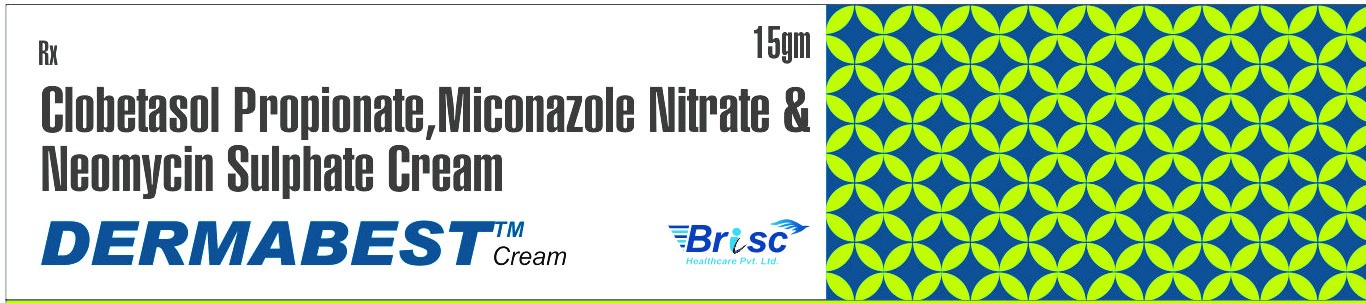 Rx
15gm
Clobetasol Propionate,Miconazole Nitrate &
Neomycin Sulphate Cream
DERMABEST™
Cream
Brisc
Healthcare Pvt. Ltd.